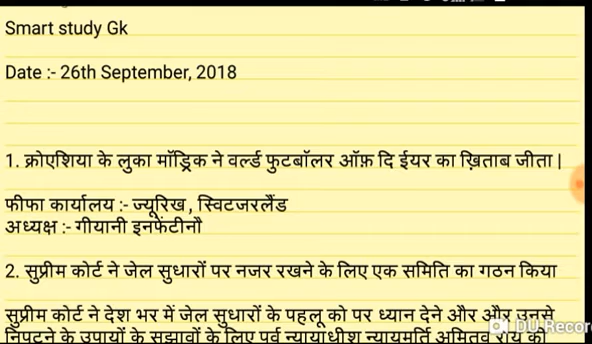 Smart study Gk
Date :- 26th September, 2018
1. क्रोएशिया के लुका मॉड्रिक ने वर्ल्ड फुटबॉलर ऑफ़ दि ईयर का ख़िताब जीता |
फीफा कार्यालय :- ज्यूरिख, स्विटजरलैंड
अध्यक्ष :- गीयानी इनफेंटीनौ
2. सुप्रीम कोर्ट ने जेल सुधारों पर नजर रखने के लिए एक समिति का गठन किया
सुप्रीम कोर्ट ने देश भर में जेल सुधारों के पहलू को पर ध्यान देने और और उनसे
निपटने के उपायों के सुझावों के लिए पूर्व न्यायाधीश न्यायमूर्ति अमितव रॉय की
DU Recor